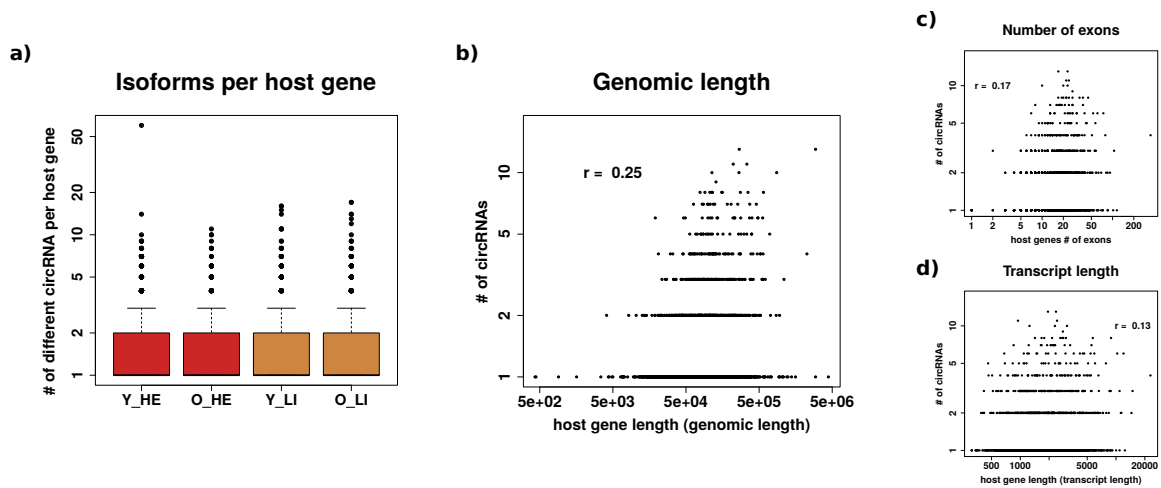 a)
Isoforms per host gene
# of different circRNA per host gene
50
20
10
5
2
1
Y_HE O_HE Y_LI O_LI
b)
Genomic length
r = 0.25
# of circRNAs
10
5
2
1
5e+02 5e+03 5e+04 5e+05 5e+06
host gene length (genomic length)
c)
Number of exons
r = 0.17
# of circRNAs
10
5
2
1
1 2 5 10 20 50 200
host genes # of exons
d)
Transcript length
r = 0.13
# of circRNAs
10
5
2
1
500 1000 5000 20000
host gene length (transcript length)